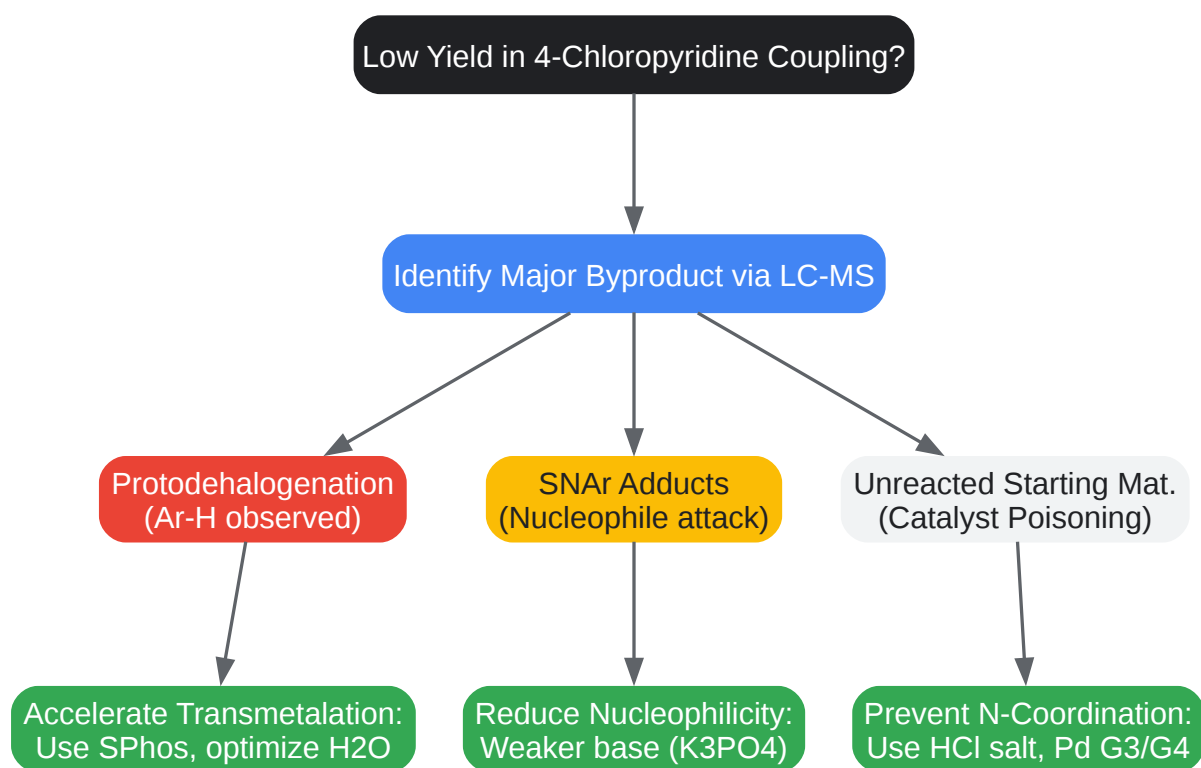 Low Yield in 4-Chloropyridine Coupling?
Identify Major Byproduct via LC-MS
Protodehalogenation
(Ar-H observed)
SNAr Adducts
(Nucleophile attack)
Unreacted Starting Mat.
(Catalyst Poisoning)
Accelerate Transmetalation:
Use SPhos, optimize H2O
Reduce Nucleophilicity:
Weaker base (K3PO4)
Prevent N-Coordination:
Use HCl salt, Pd G3/G4